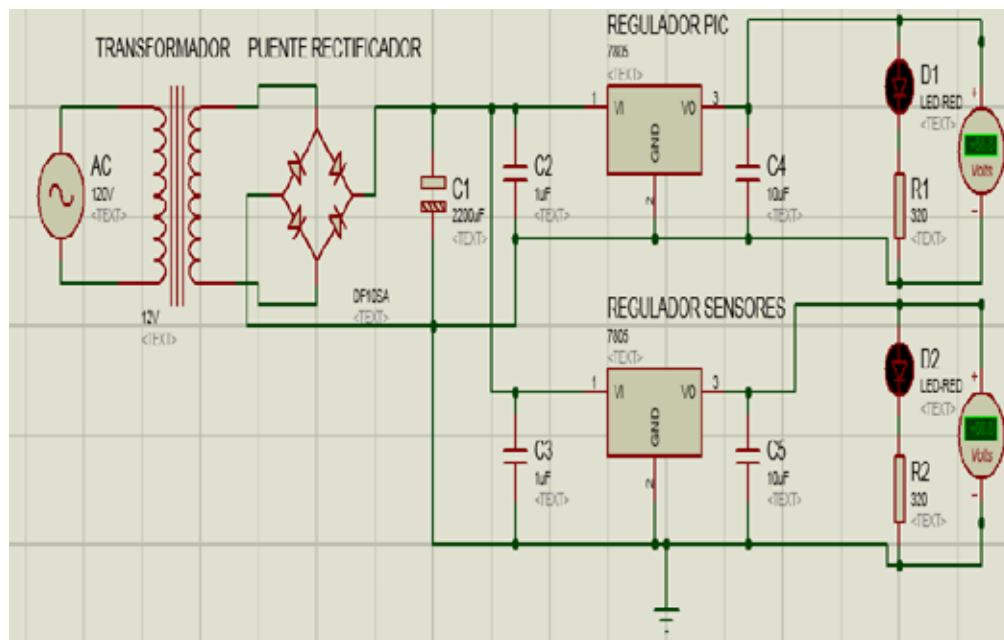 TRANSFORMADOR PUENTE RECTIFICADOR
REGULADOR PIC
7805
<TEXT>
1 VI VO 3
GND
2
AC
120V
<TEXT>
12V
<TEXT>
DF10SA
<TEXT>
C1
2200uF
<TEXT>
C2
1uF
<TEXT>
C4
10uF
<TEXT>
D1
LED-RED
<TEXT>
R1
320
<TEXT>
+
Volts
-
REGULADOR SENSORES
7805
<TEXT>
1 VI VO 3
GND
2
C3
1uF
<TEXT>
C5
10uF
<TEXT>
D2
LED-RED
<TEXT>
R2
320
<TEXT>
+
Volts
-